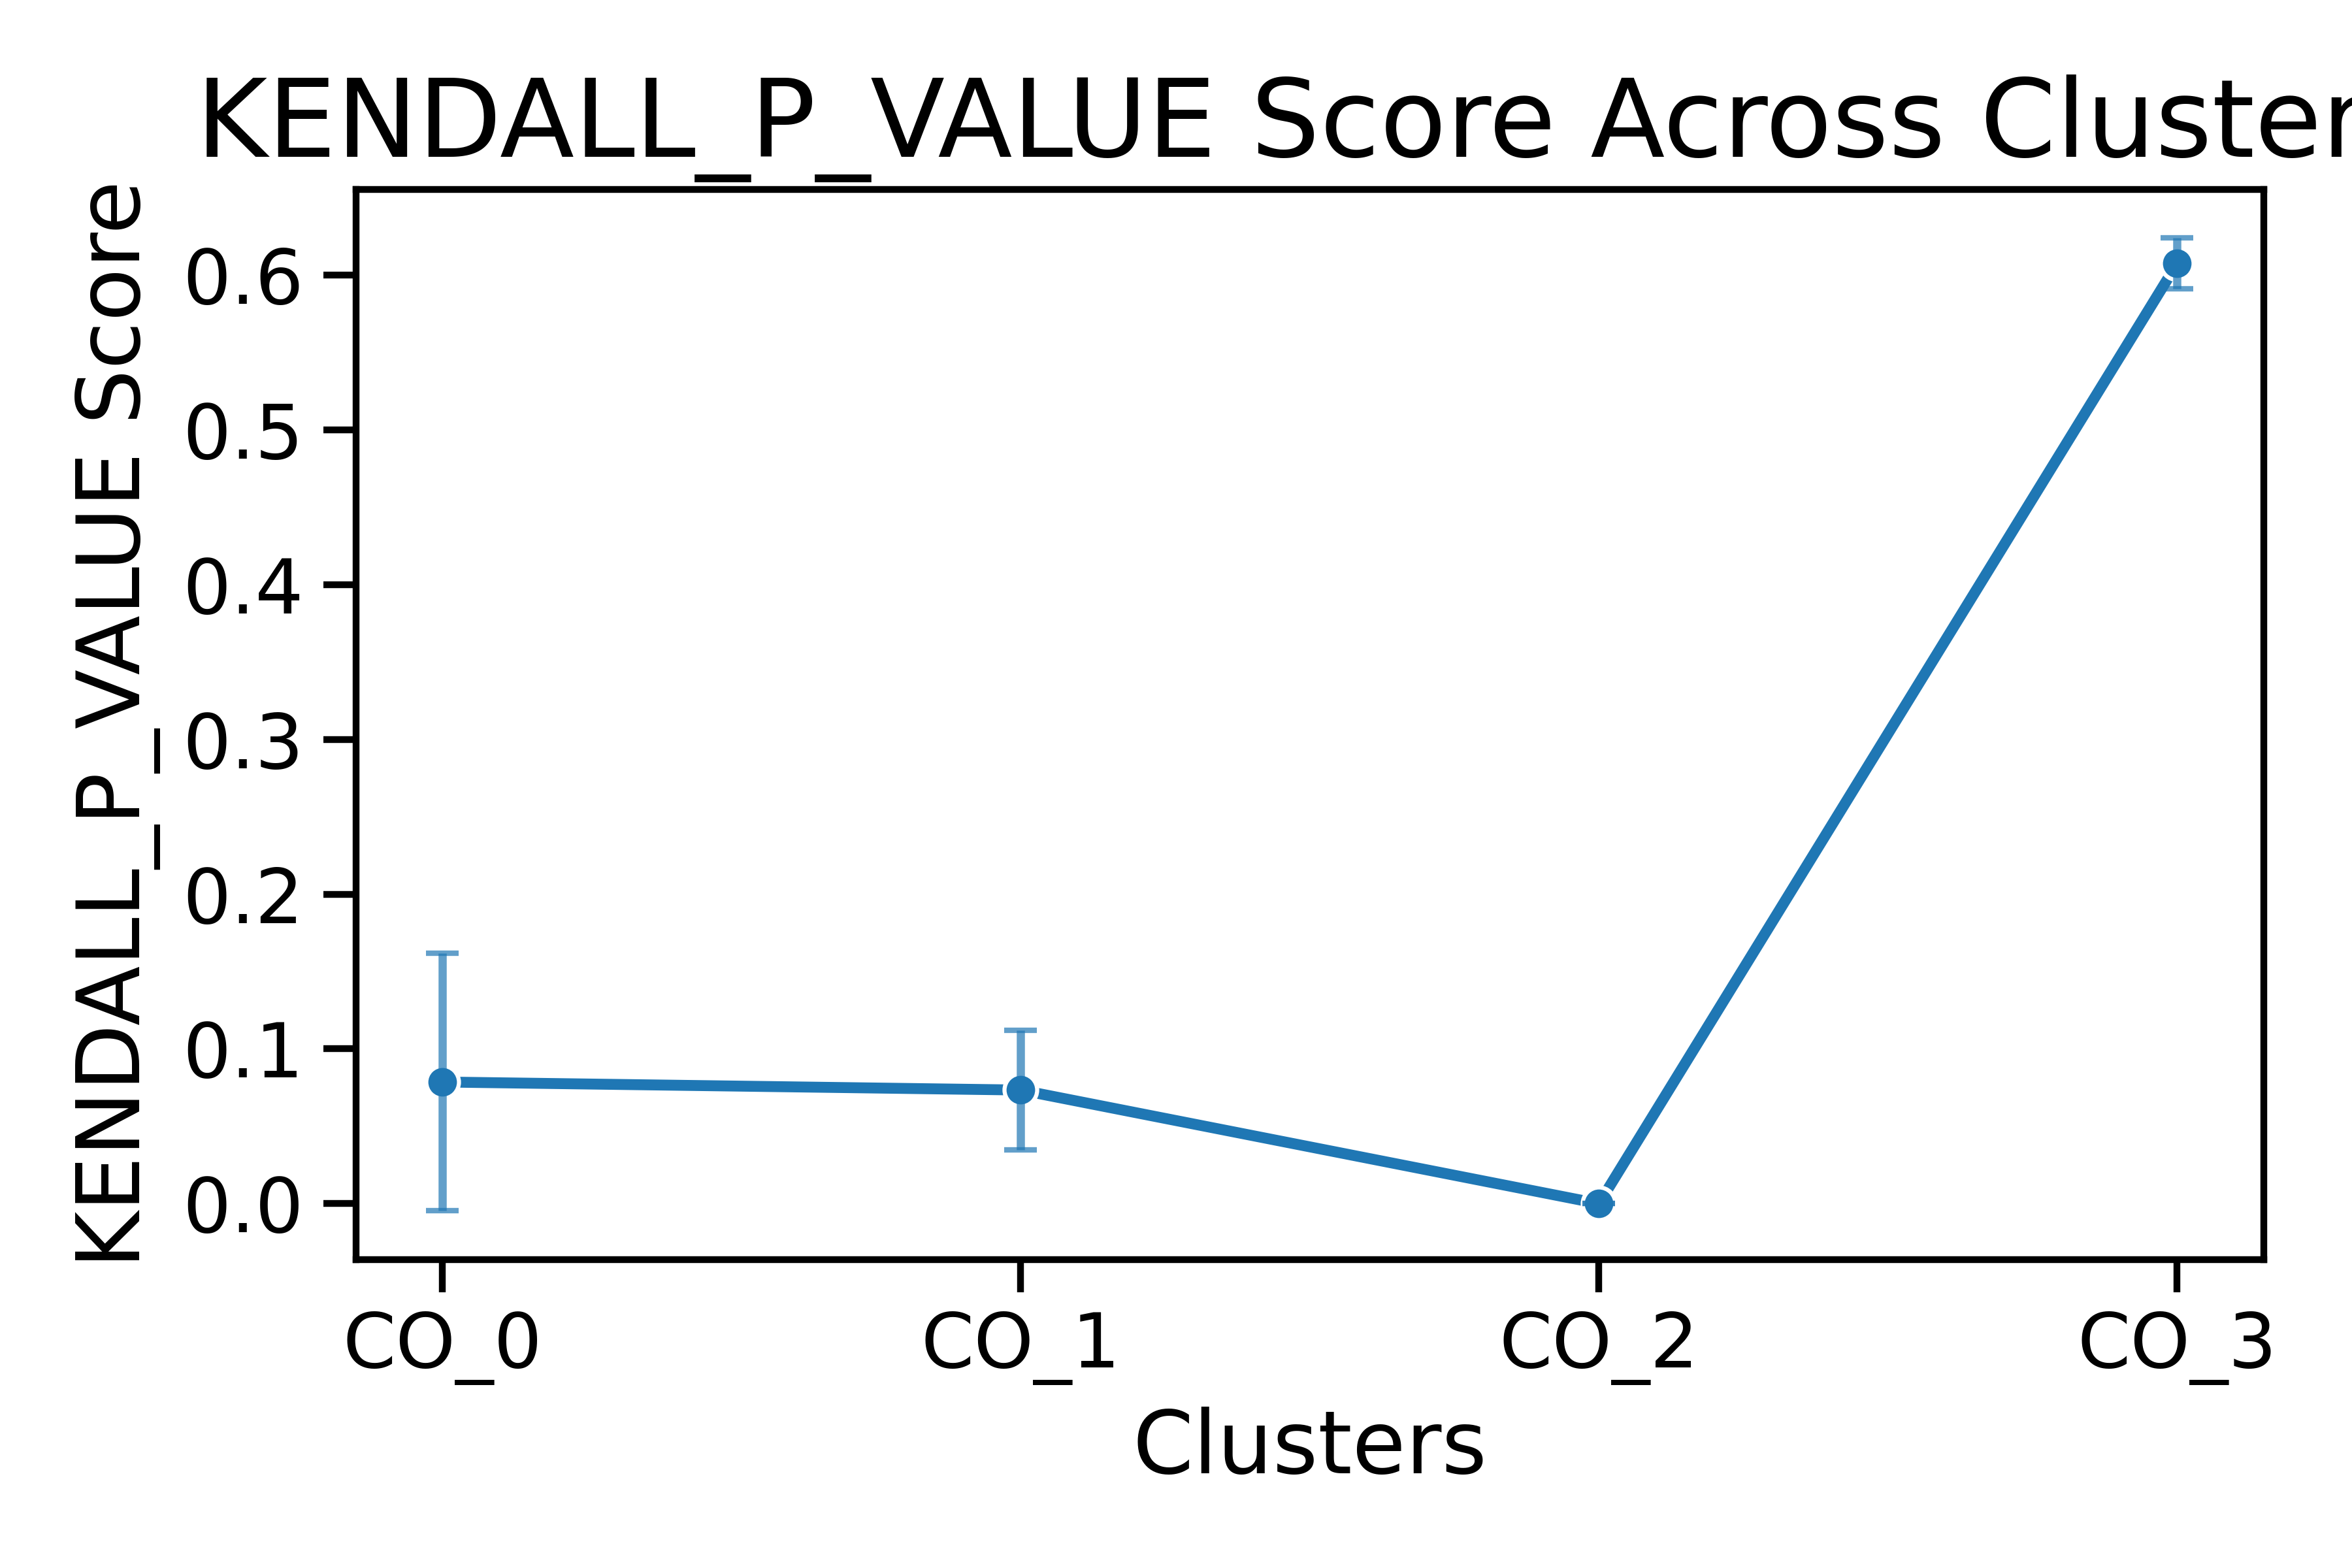 KENDALL_P_VALUE Score Across Cluster
KENDALL_P_VALUE Score
0.6
0.5
0.4
0.3
0.2
0.1
0.0
CO_0 CO_1 CO_2 CO_3
Clusters